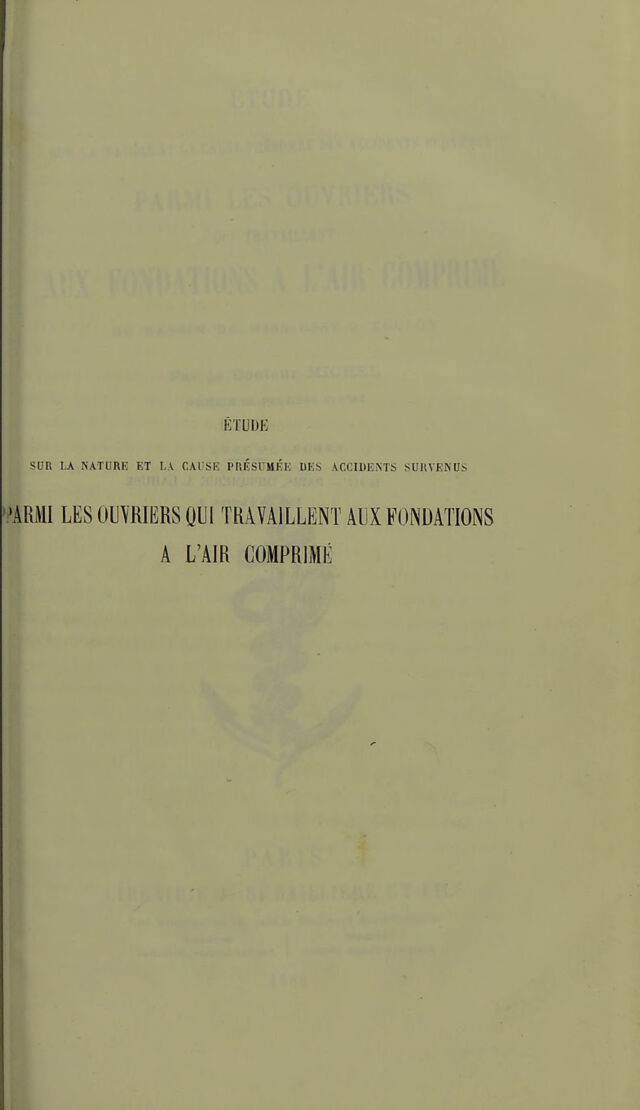 ÉTUDE
SUR LA NATURE ET LA CAUSE PRÉSUMÉE DES ACCIDENTS SURVENUS
PARMI LES OUVRIERS QUI TRAVAILLENT AUX FONDATIONS
A L'AIR COMPRIMÉ